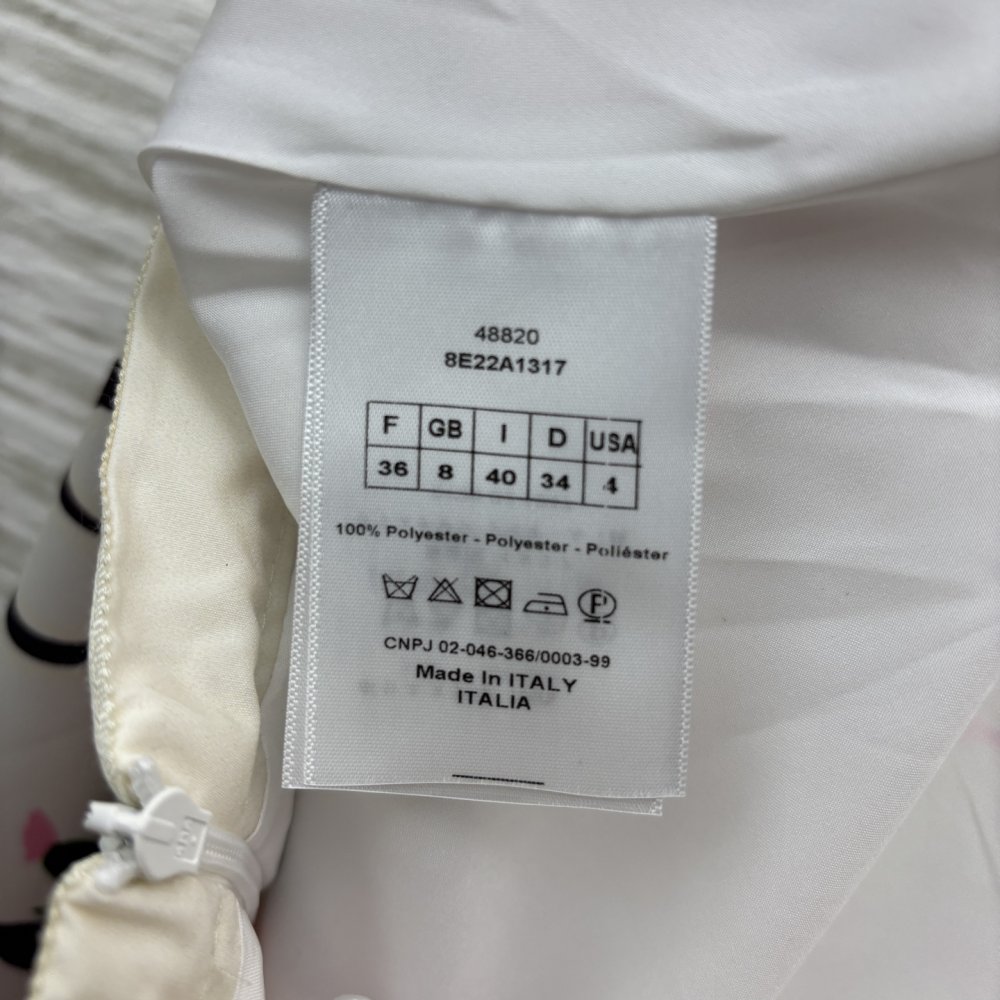 48820
8E22A1317
F GB I D USA
36 8 40 34 4
100% Polyester - Polyester - Poliéster
P
CNPJ 02-046-366/0003-99
Made In ITALY
ITALIA